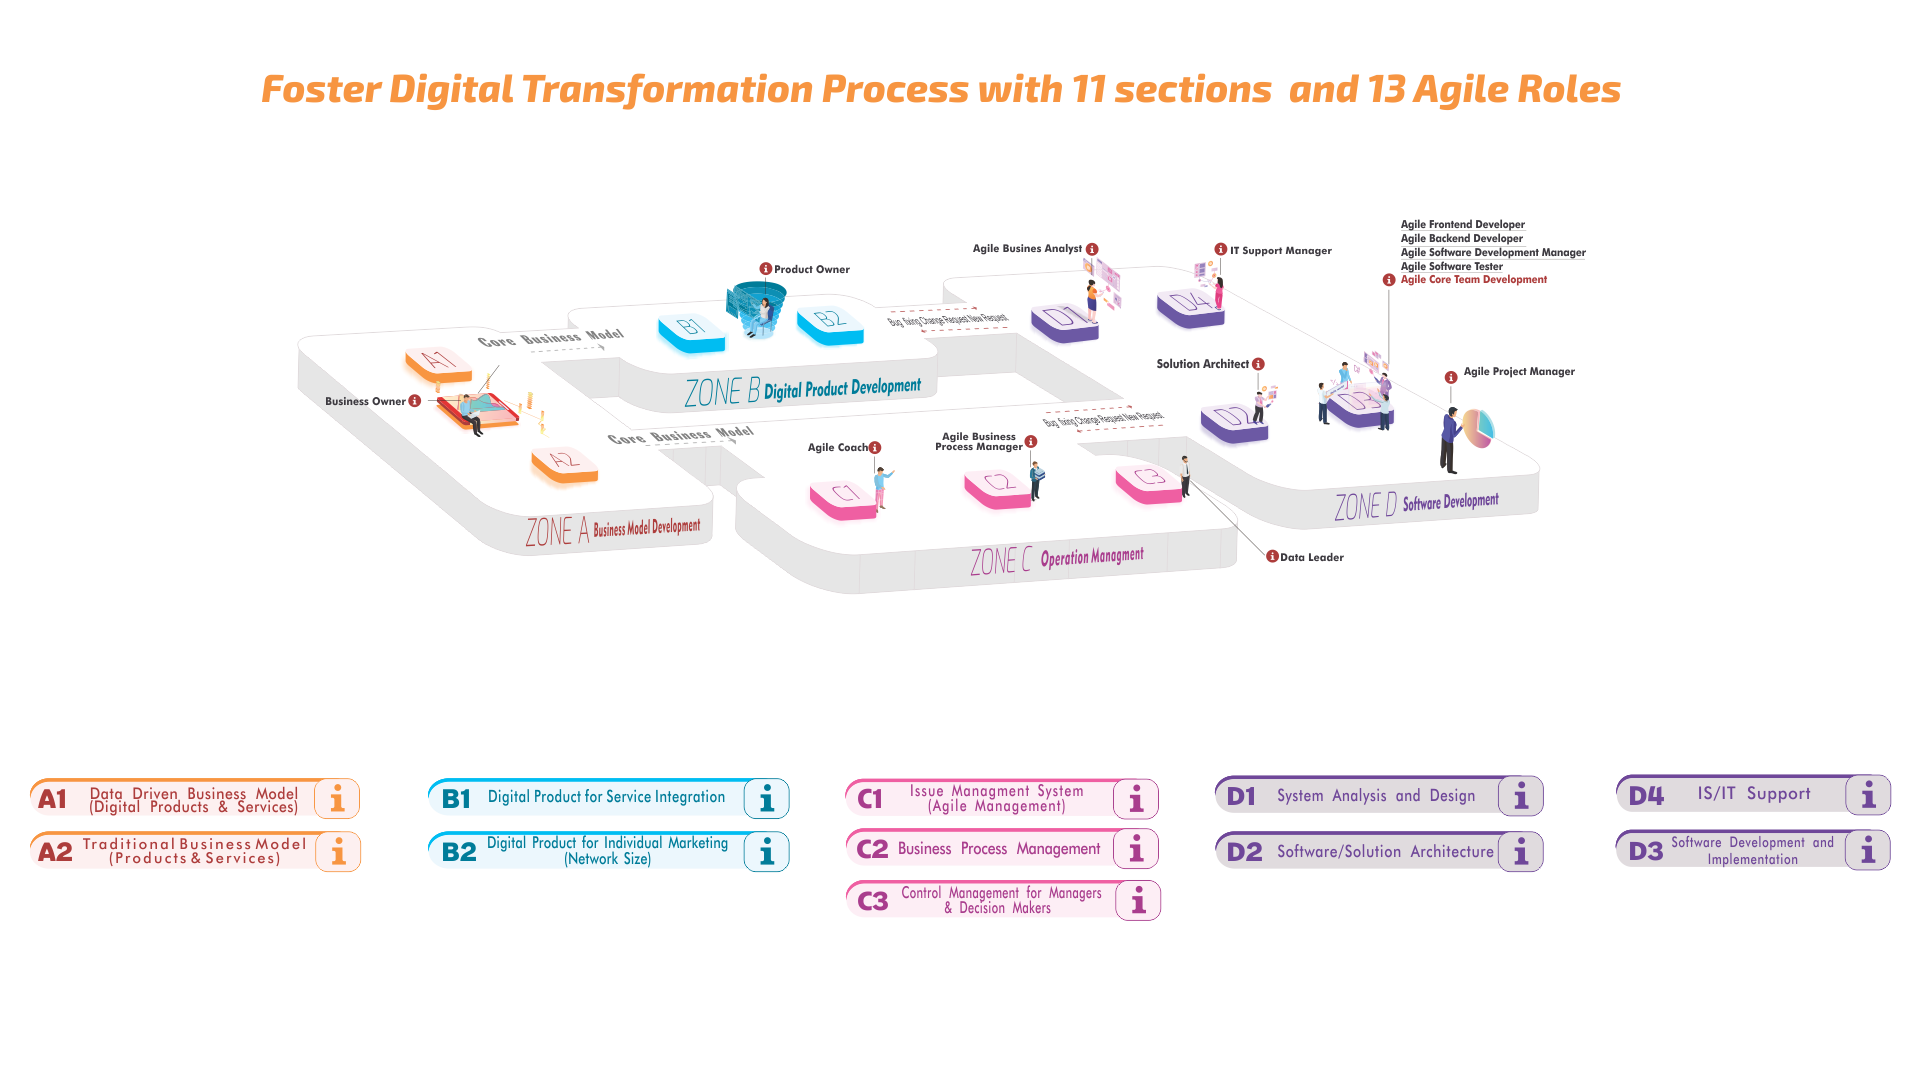 Foster Digital Transformation Process with 11 sections and 13 Agile Roles
Agile Frontend Developer
Agile Backend Developer
Agile Software Development Manager
Agile Software Tester
Agile Core Team Development
Agile Busines Analyst
IT Support Manager
Product Owner
D1
D4
B1
B2
Bug fixing Change Request New Request
Core Business Model
A1
Solution Architect
Agile Project Manager
ZONE B Digital Product Development
Business Owner
D2
D3
Bug fixing Change Request New Request
Core Business Model
Agile Coach
Agile Business
Process Manager
A2
C1
C2
C3
ZONE D Software Development
ZONE A Business Model Development
ZONE C Operation Managment
Data Leader
A1 Data Driven Business Model
(Digital Products & Services)
A2 Traditional Business Model
(Products & Services)
B1 Digital Product for Service Integration
B2 Digital Product for Individual Marketing
(Network Size)
C1 Issue Managment System
(Agile Management)
C2 Business Process Management
C3 Control Management for Managers
& Decision Makers
D1 System Analysis and Design
D2 Software/Solution Architecture
D4 IS/IT Support
D3 Software Development and
Implementation